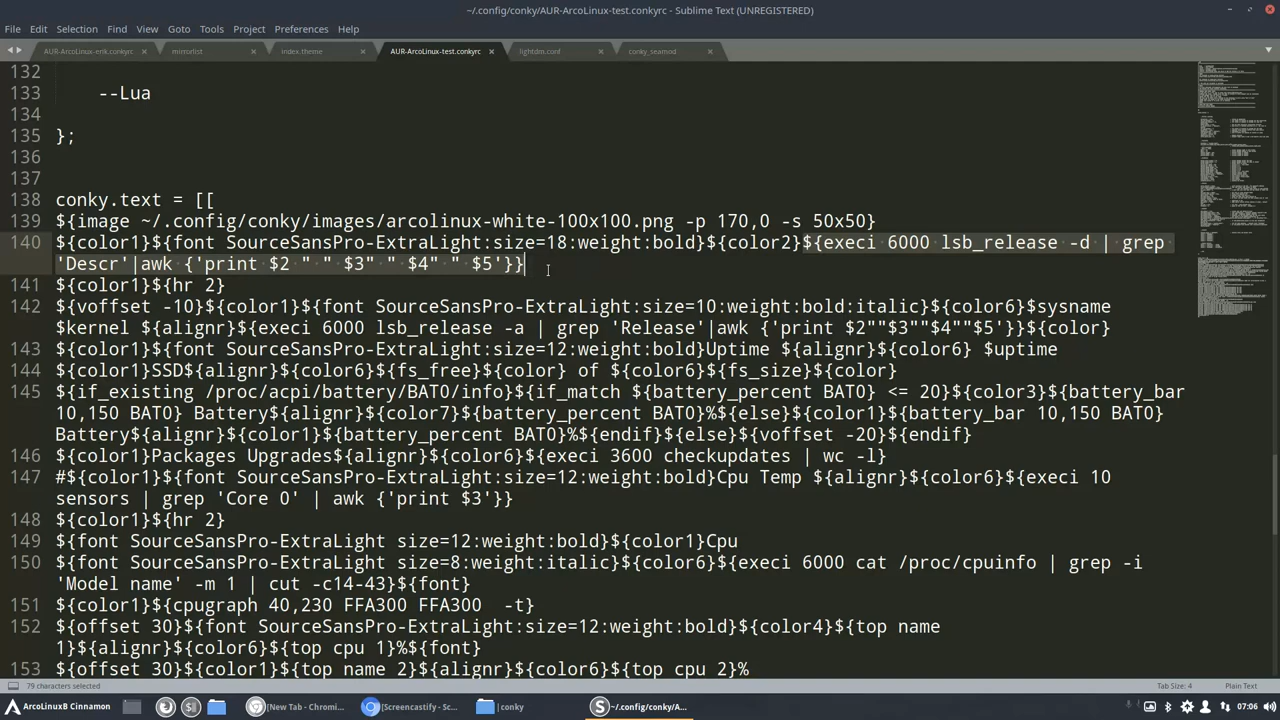 ~/.config/conky/AUR-ArcoLinux-test.conkyrc - Sublime Text (UNREGISTERED)
File Edit Selection Find View Goto Tools Project Preferences Help
AUR-ArcoLinux-erik.conkyrc mirrorlist index.theme AUR-ArcoLinux-test.conkyrc lightdm.conf conky_seamod
132
133 --Lua
134
135 };
136
137
138 conky.text = [[
139 ${image ~/.config/conky/images/arcolinux-white-100x100.png -p 170,0 -s 50x50}
140 ${color1}${font SourceSansPro-ExtraLight:size=18:weight:bold}${color2}${execi 6000 lsb_release -d | grep
'Descr'|awk {'print $2 " " $3" " $4" " $5'}}
141 ${color1}${hr 2}
142 ${voffset -10}${color1}${font SourceSansPro-ExtraLight:size=10:weight:bold:italic}${color6}$sysname
$kernel ${alignr}${execi 6000 lsb_release -a | grep 'Release'|awk {'print $2""$3""$4""$5'}}${color}
143 ${color1}${font SourceSansPro-ExtraLight:size=12:weight:bold}Uptime ${alignr}${color6} $uptime
144 ${color1}SSD${alignr}${color6}${fs_free}${color} of ${color6}${fs_size}${color}
145 ${if_existing /proc/acpi/battery/BAT0/info}${if_match ${battery_percent BAT0} <= 20}${color3}${battery_bar
10,150 BAT0} Battery${alignr}${color7}${battery_percent BAT0}%${else}${color1}${battery_bar 10,150 BAT0}
Battery${alignr}${color1}${battery_percent BAT0}%${endif}${else}${voffset -20}${endif}
146 ${color1}Packages Upgrades${alignr}${color6}${execi 3600 checkupdates | wc -l}
147 #${color1}${font SourceSansPro-ExtraLight:size=12:weight:bold}Cpu Temp ${alignr}${color6}${execi 10
sensors | grep 'Core 0' | awk {'print $3'}}
148 ${color1}${hr 2}
149 ${font SourceSansPro-ExtraLight size=12:weight:bold}${color1}Cpu
150 ${font SourceSansPro-ExtraLight size=8:weight:italic}${color6}${execi 6000 cat /proc/cpuinfo | grep -i
'Model name' -m 1 | cut -c14-43}${font}
151 ${color1}${cpugraph 40,230 FFA300 FFA300  -t}
152 ${offset 30}${font SourceSansPro-ExtraLight:size=12:weight:bold}${color4}${top name
1}${alignr}${color6}${top cpu 1}%${font}
153 ${offset 30}${color1}${top name 2}${alignr}${color6}${top cpu 2}%
79 characters selected Tab Size: 4 Plain Text
ArcoLinuxB Cinnamon [New Tab - Chromi... [Screencastify - Sc... [conky ~/.config/conky/A... 07:06